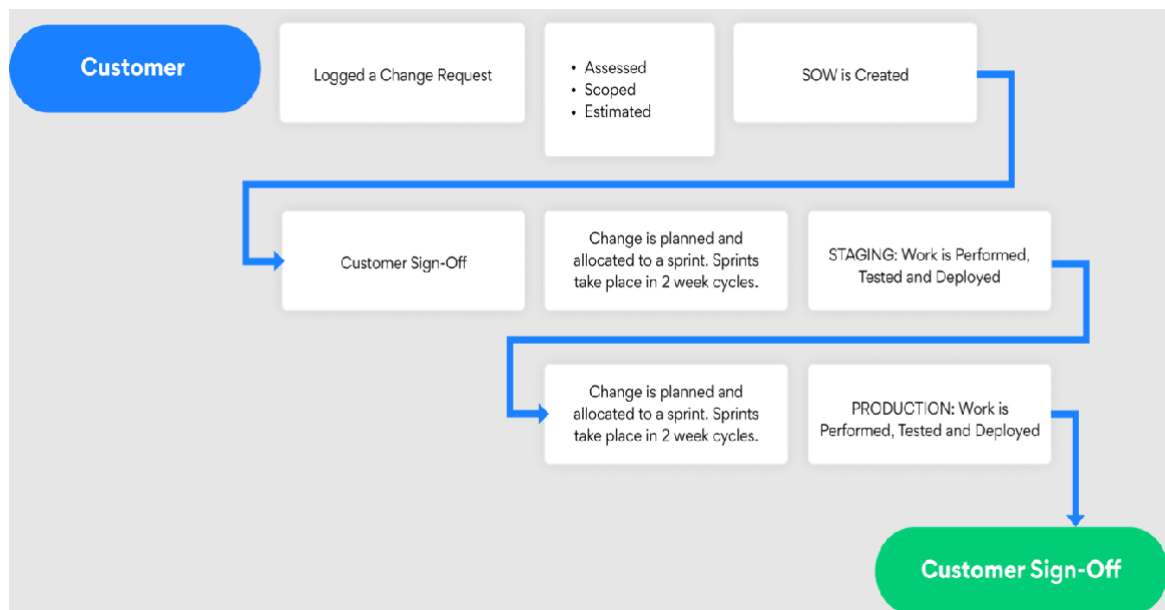 Customer
Logged a Change Request
• Assessed
• Scoped
• Estimated
SOW is Created
Customer Sign-Off
Change is planned and
allocated to a sprint. Sprints
take place in 2 week cycles.
STAGING: Work is Performed,
Tested and Deployed
Change is planned and
allocated to a sprint. Sprints
take place in 2 week cycles.
PRODUCTION: Work is
Performed, Tested and Deployed
Customer Sign-Off